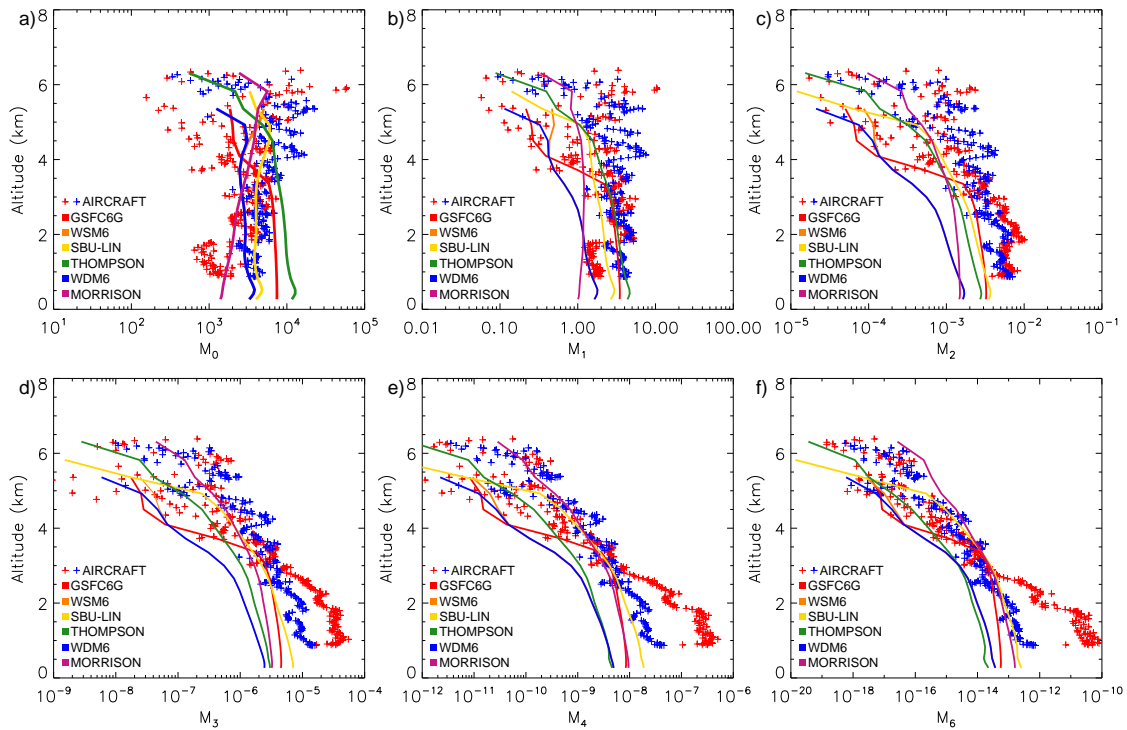 a)
8
6
4
2
0
Altitude (km)
+ + AIRCRAFT
GSFC6G
WSM6
SBU-LIN
THOMPSON
WDM6
MORRISON
10^1 10^2 10^3 10^4 10^5
M_0
b)
8
6
4
2
0
Altitude (km)
+ + AIRCRAFT
GSFC6G
WSM6
SBU-LIN
THOMPSON
WDM6
MORRISON
0.01 0.10 1.00 10.00 100.00
M_1
c)
8
6
4
2
0
Altitude (km)
+ + AIRCRAFT
GSFC6G
WSM6
SBU-LIN
THOMPSON
WDM6
MORRISON
10^-5 10^-4 10^-3 10^-2 10^-1
M_2
d)
8
6
4
2
0
Altitude (km)
+ + AIRCRAFT
GSFC6G
WSM6
SBU-LIN
THOMPSON
WDM6
MORRISON
10^-9 10^-8 10^-7 10^-6 10^-5 10^-4
M_3
e)
8
6
4
2
0
Altitude (km)
+ + AIRCRAFT
GSFC6G
WSM6
SBU-LIN
THOMPSON
WDM6
MORRISON
10^-12 10^-11 10^-10 10^-9 10^-8 10^-7 10^-6
M_4
f)
8
6
4
2
0
Altitude (km)
+ + AIRCRAFT
GSFC6G
WSM6
SBU-LIN
THOMPSON
WDM6
MORRISON
10^-20 10^-18 10^-16 10^-14 10^-12 10^-10
M_6